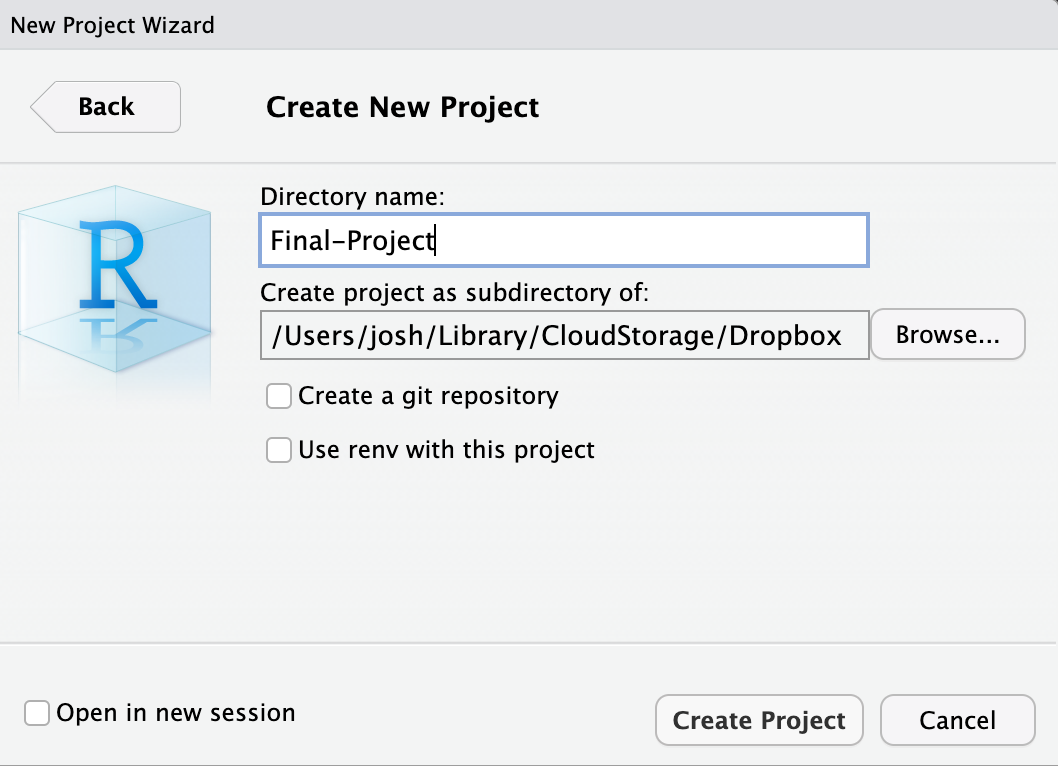 New Project Wizard
Back
Create New Project
R
Directory name:
Final-Project
Create project as subdirectory of:
/Users/josh/Library/CloudStorage/Dropbox
Browse...
Create a git repository
Use renv with this project
Open in new session
Create Project
Cancel